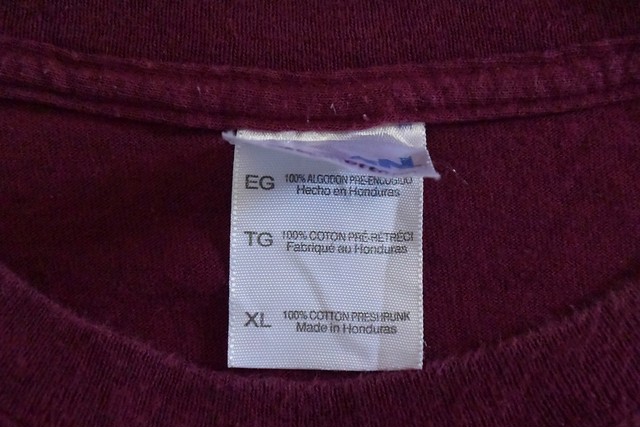 EG 100% ALGODON PRE-ENCOGIDO
Hecho en Honduras
TG 100% COTON PRÉ-RÉTRÉCI
Fabriqué au Honduras
XL 100% COTTON PRESHRUNK
Made in Honduras